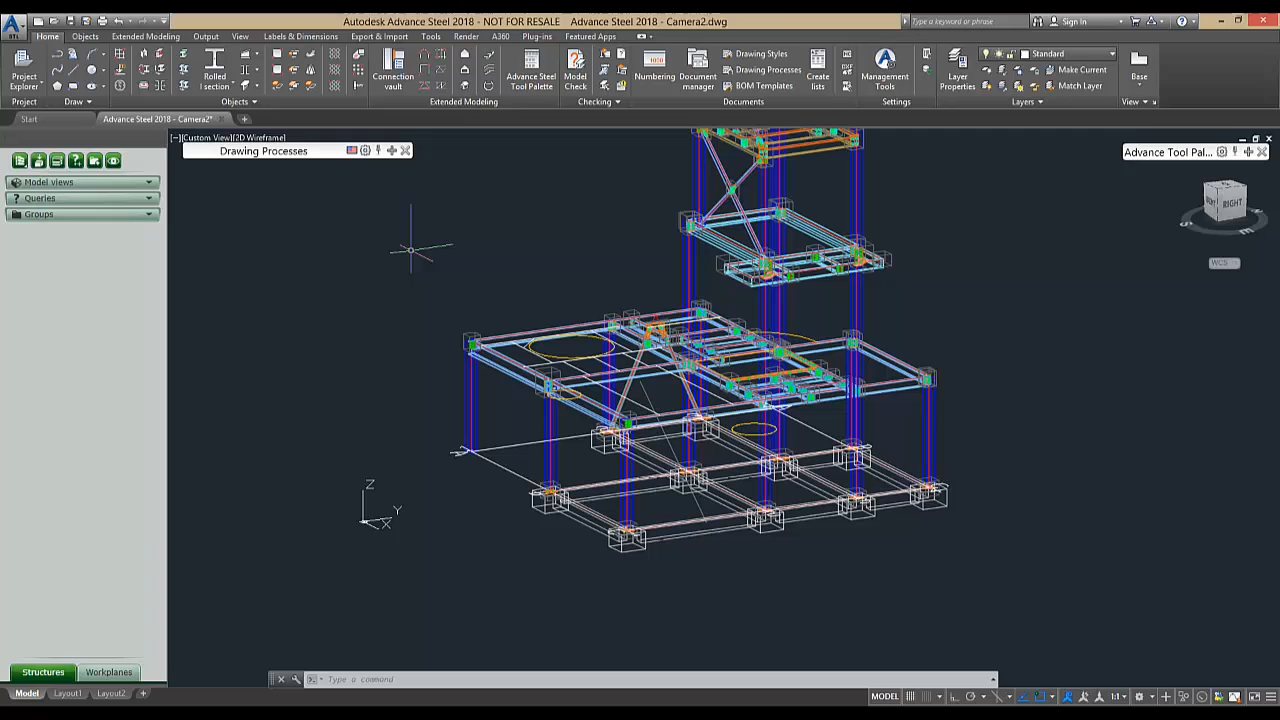 Autodesk Advance Steel 2018 - NOT FOR RESALE Advance Steel 2018 - Camera2.dwg
Type a keyword or phrase
Sign In
STL
Home Objects Extended Modeling Output View Labels & Dimensions Export & Import Tools Render A360 Plug-ins Featured Apps
Project Explorer
Rolled I section
Connection vault
Advance Steel Tool Palette
Model Check
Numbering
Document manager
Drawing Styles
Drawing Processes
BOM Templates
Create lists
Management Tools
Layer Properties
Standard
Make Current
Match Layer
Base
Project Draw Objects Extended Modeling Checking Documents Settings Layers View
Start
Advance Steel 2018 - Camera2*
[−][Custom View][2D Wireframe]
Drawing Processes
Advance Tool Pal...
Model views
Queries
Groups
RIGHT
S
E
WCS
Z
Y
X
Structures Workplanes
Type a command
Model Layout1 Layout2
MODEL
1:1